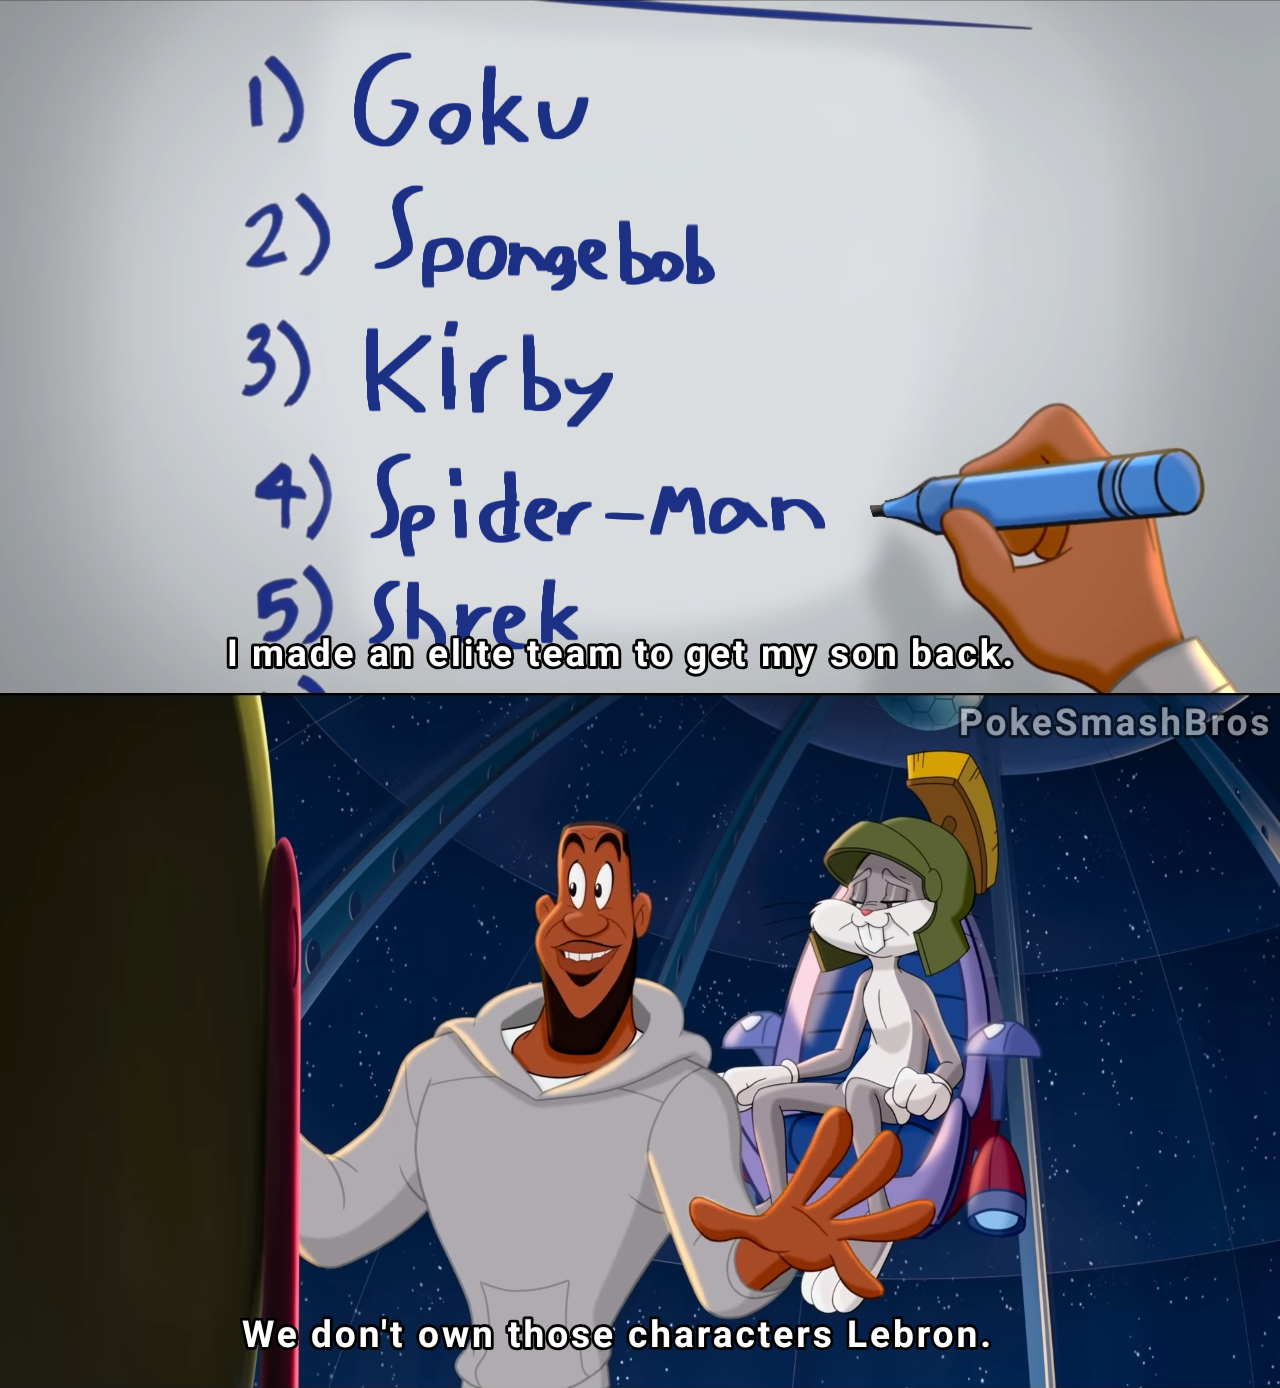 1) Goku
2) Spongebob
3) Kirby
4) Spider-Man
5) Shrek
I made an elite team to get my son back.
PokeSmashBros
We don't own those characters Lebron.